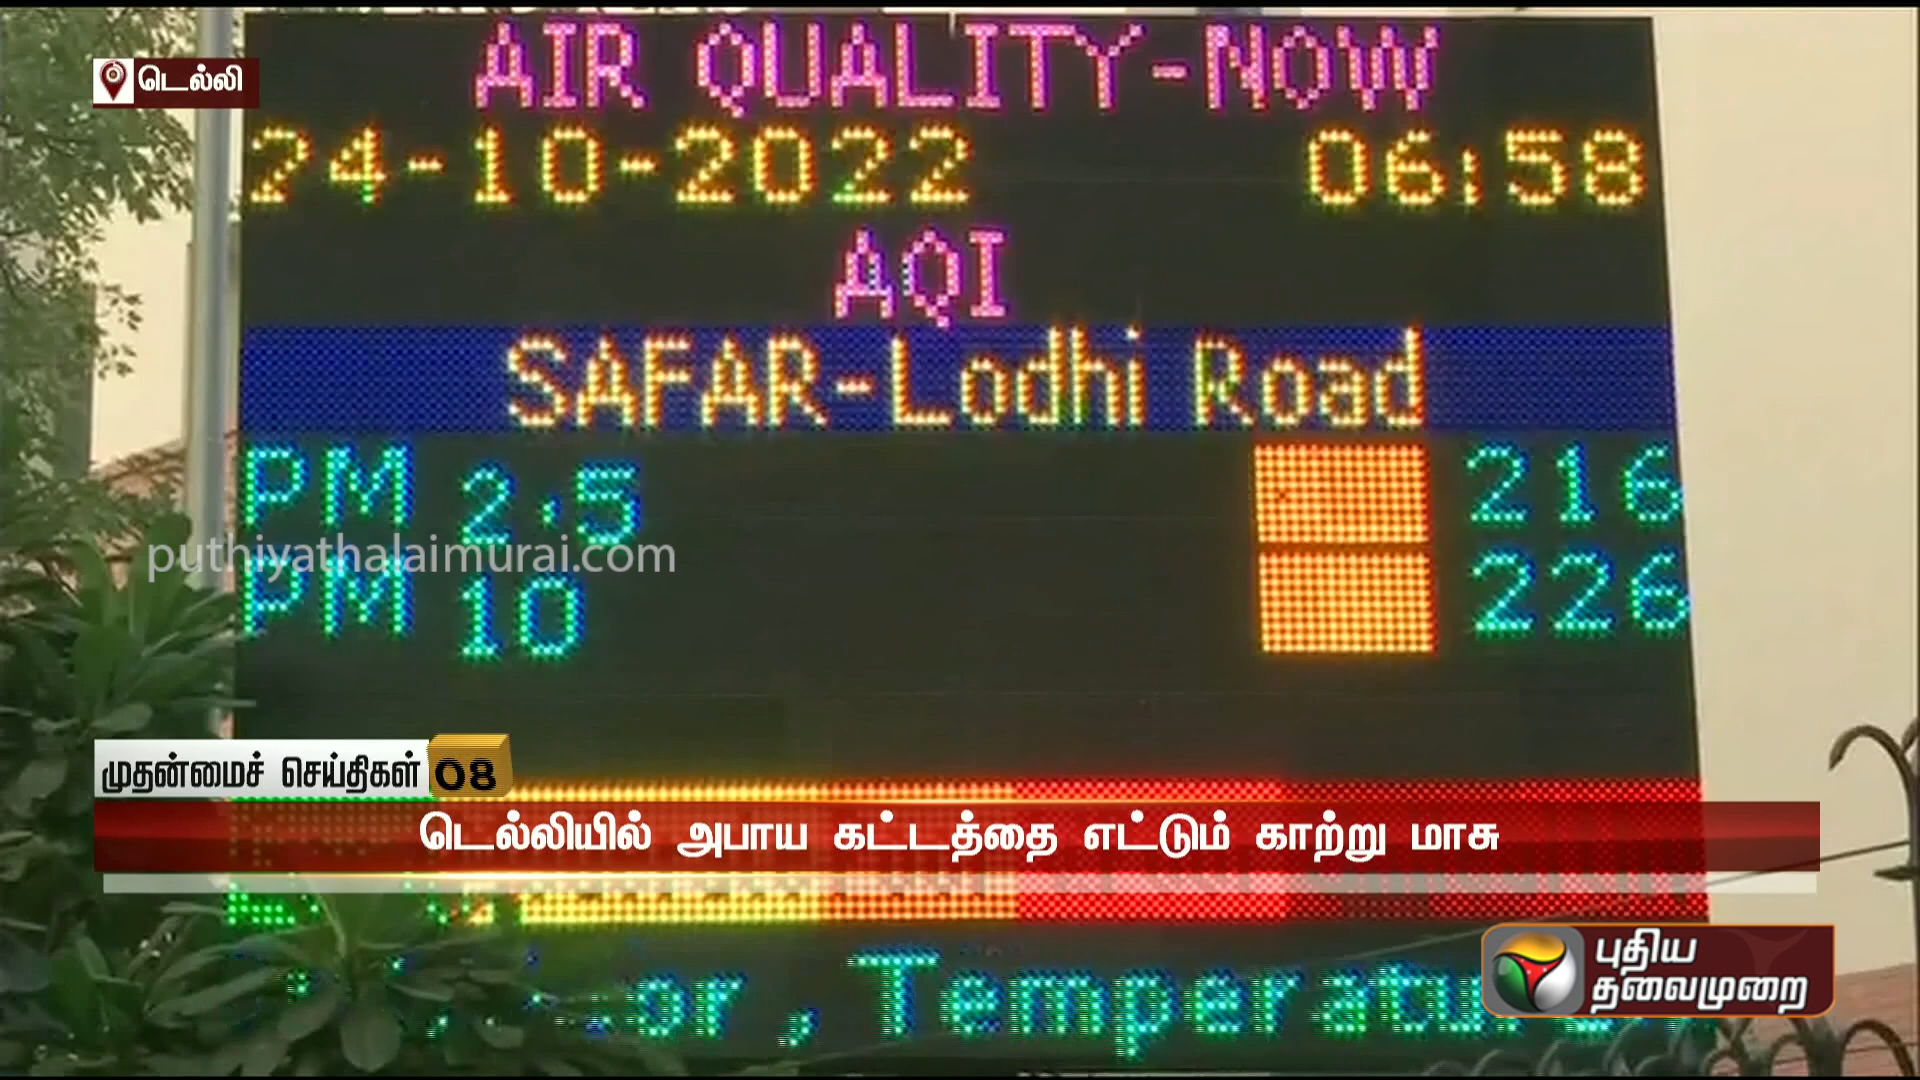 AIR QUALITY-NOW
டெல்லி
24-10-2022 06:58
AQI
SAFAR-Lodhi Road
PM 2.5 216
puthiyathalaimurai.com
PM 10 226
முதன்மைச் செய்திகள் 08
டெல்லியில் அபாய கட்டத்தை எட்டும் காற்று மாசு
புதிய
தலைமுறை
, Temperatu